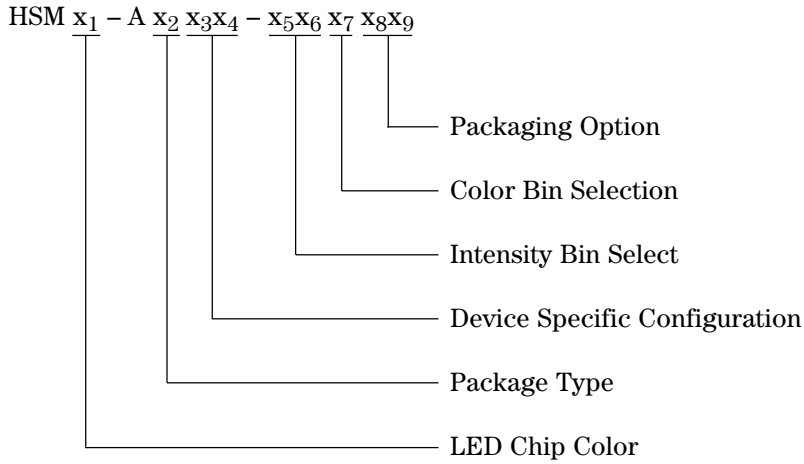 HSM x₁ – A x₂ x₃x₄ – x₅x₆ x₇ x₈x₉
Packaging Option
Color Bin Selection
Intensity Bin Select
Device Specific Configuration
Package Type
LED Chip Color